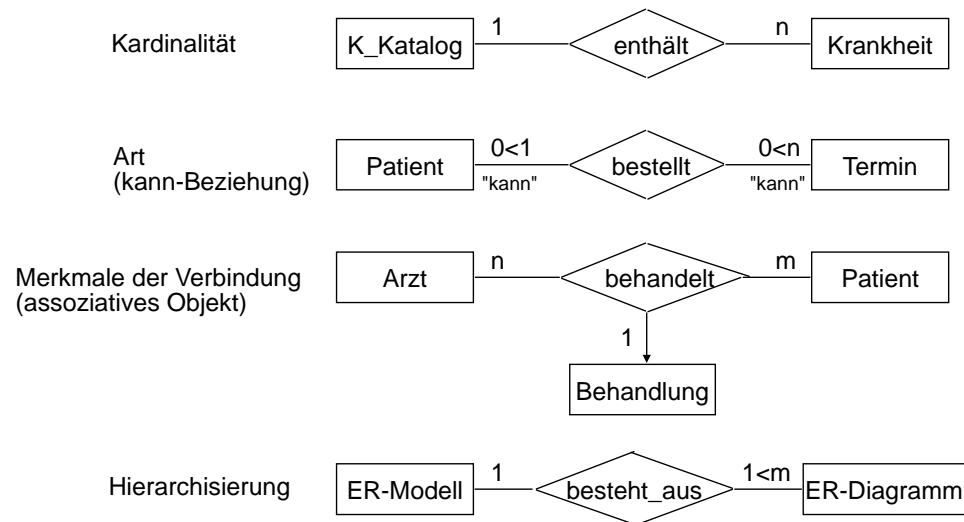 Kardinalität
K_Katalog
1
enthält
n
Krankheit
Art
(kann-Beziehung)
Patient
0<1
"kann"
bestellt
0<n
"kann"
Termin
Merkmale der Verbindung
(assoziatives Objekt)
Arzt
n
behandelt
m
Patient
1
Behandlung
Hierarchisierung
ER-Modell
1
besteht_aus
1<m
ER-Diagramm